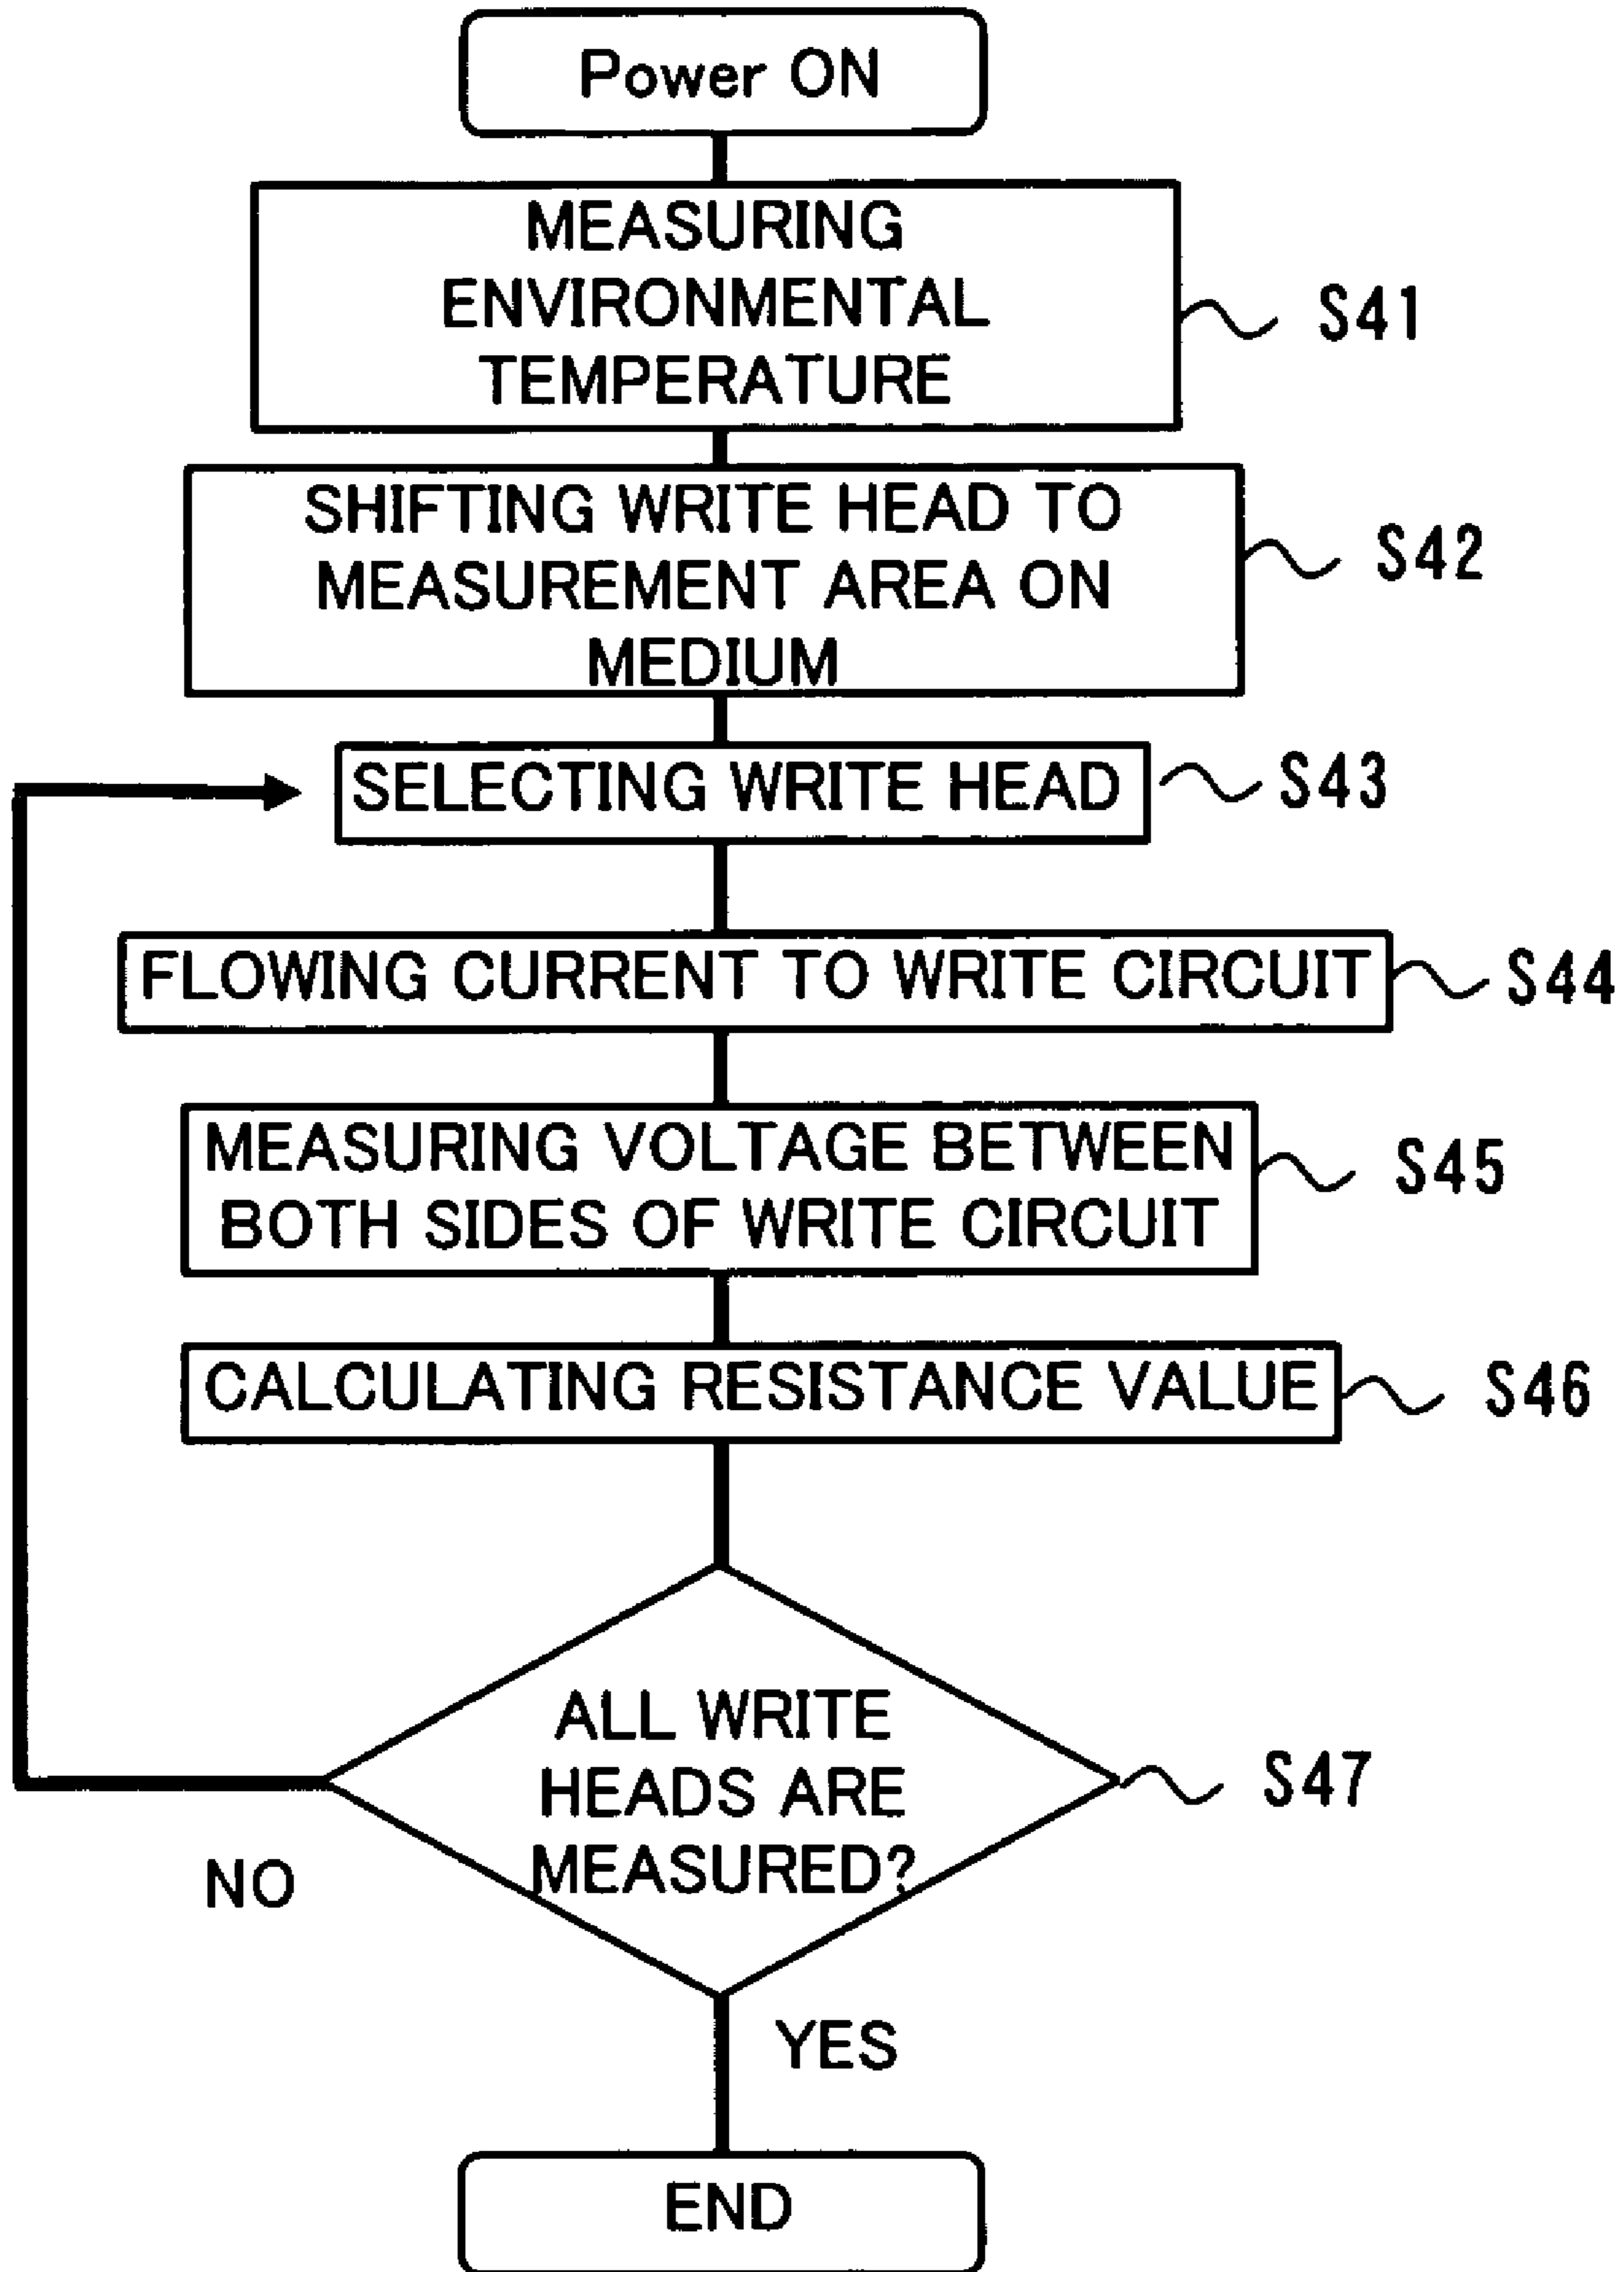 Power ON
MEASURING
ENVIRONMENTAL
TEMPERATURE
S41
SHIFTING WRITE HEAD TO
MEASUREMENT AREA ON
MEDIUM
S42
SELECTING WRITE HEAD
S43
FLOWING CURRENT TO WRITE CIRCUIT
S44
MEASURING VOLTAGE BETWEEN
BOTH SIDES OF WRITE CIRCUIT
S45
CALCULATING RESISTANCE VALUE
S46
ALL WRITE
HEADS ARE
MEASURED?
S47
NO
YES
END